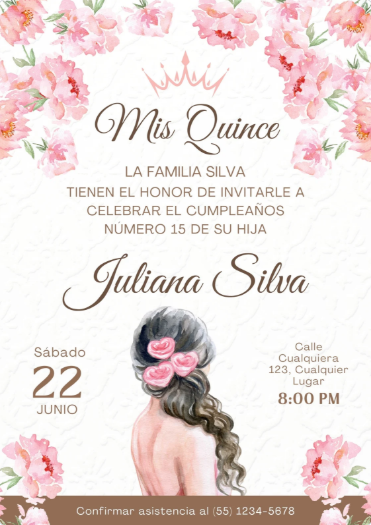 Mis Quince
LA FAMILIA SILVA
TIENEN EL HONOR DE INVITARLE A
CELEBRAR EL CUMPLEAÑOS
NÚMERO 15 DE SU HIJA
Juliana Silva
Sábado
22
JUNIO
Calle
Cualquiera
123, Cualquier
Lugar
8:00 PM
Confirmar asistencia al (55) 1234-5678